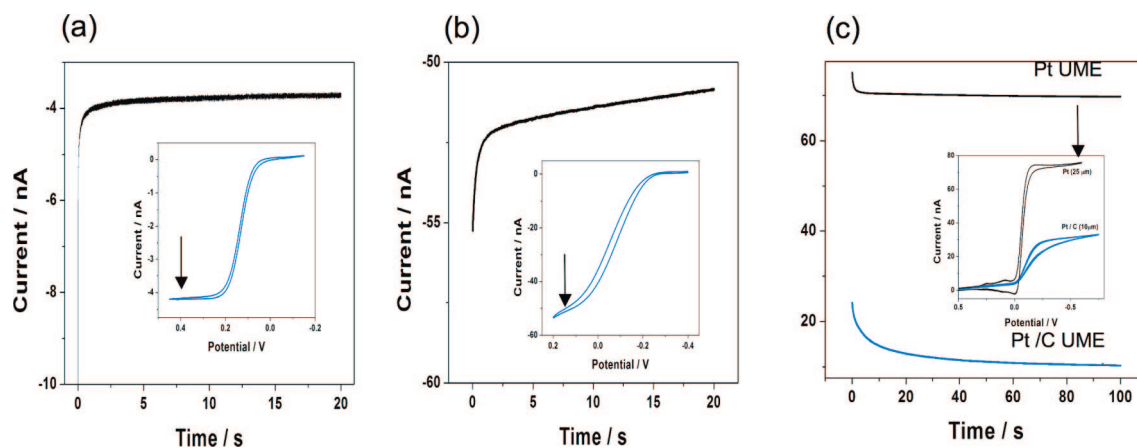 (a)
Current / nA
-4
-6
-8
-10
0
5
10
15
20
Time / s
Current / nA
0
-1
-2
-3
-4
0.4
0.2
0.0
-0.2
Potential / V
(b)
Current / nA
-50
-55
-60
0
5
10
15
20
Time / s
Current / nA
0
-20
-40
-60
0.2
0.0
-0.2
-0.4
Potential / V
(c)
Pt UME
Current / nA
80
60
40
20
0
Pt (25 μm)
Pt / C (16μm)
0.5
0.0
-0.5
Potential / V
Pt /C UME
Current / nA
60
40
20
0
20
40
60
80
100
Time / s